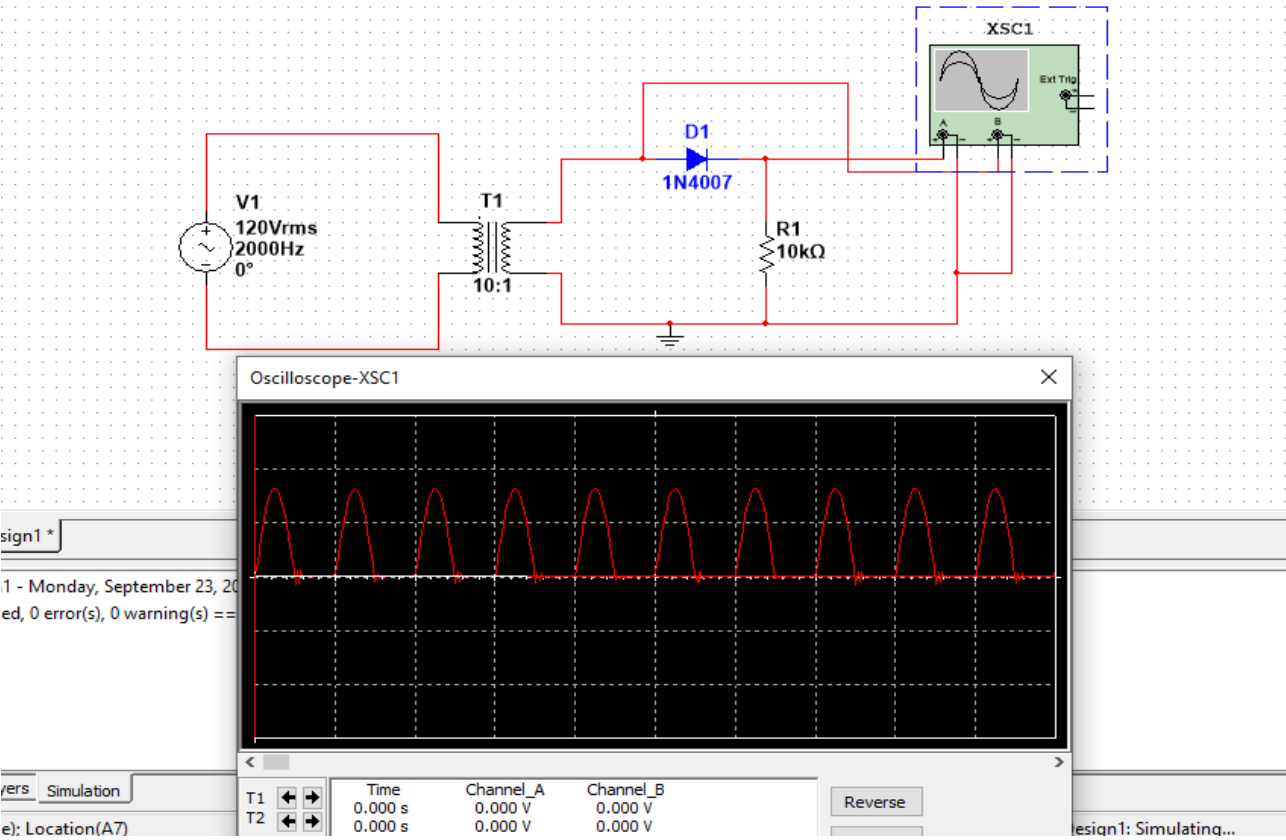 XSC1
Ext Trig
+
−
A
B
+
−
+
−
D1
1N4007
V1
120Vrms
2000Hz
0°
T1
10:1
R1
10kΩ
Oscilloscope-XSC1
sign1 *
1 - Monday, September 23, 20
ed, 0 error(s), 0 warning(s) ==
yers
Simulation
T1
T2
Time
Channel_A
Channel_B
0.000 s
0.000 V
0.000 V
0.000 s
0.000 V
0.000 V
Reverse
e); Location(A7)
esign1: Simulating...